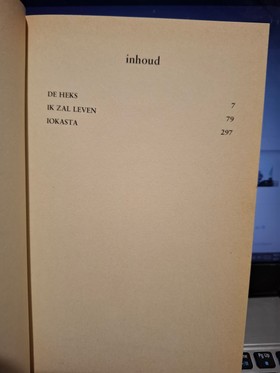 inhoud
DE HEKS 7
IK ZAL LEVEN 79
IOKASTA 297